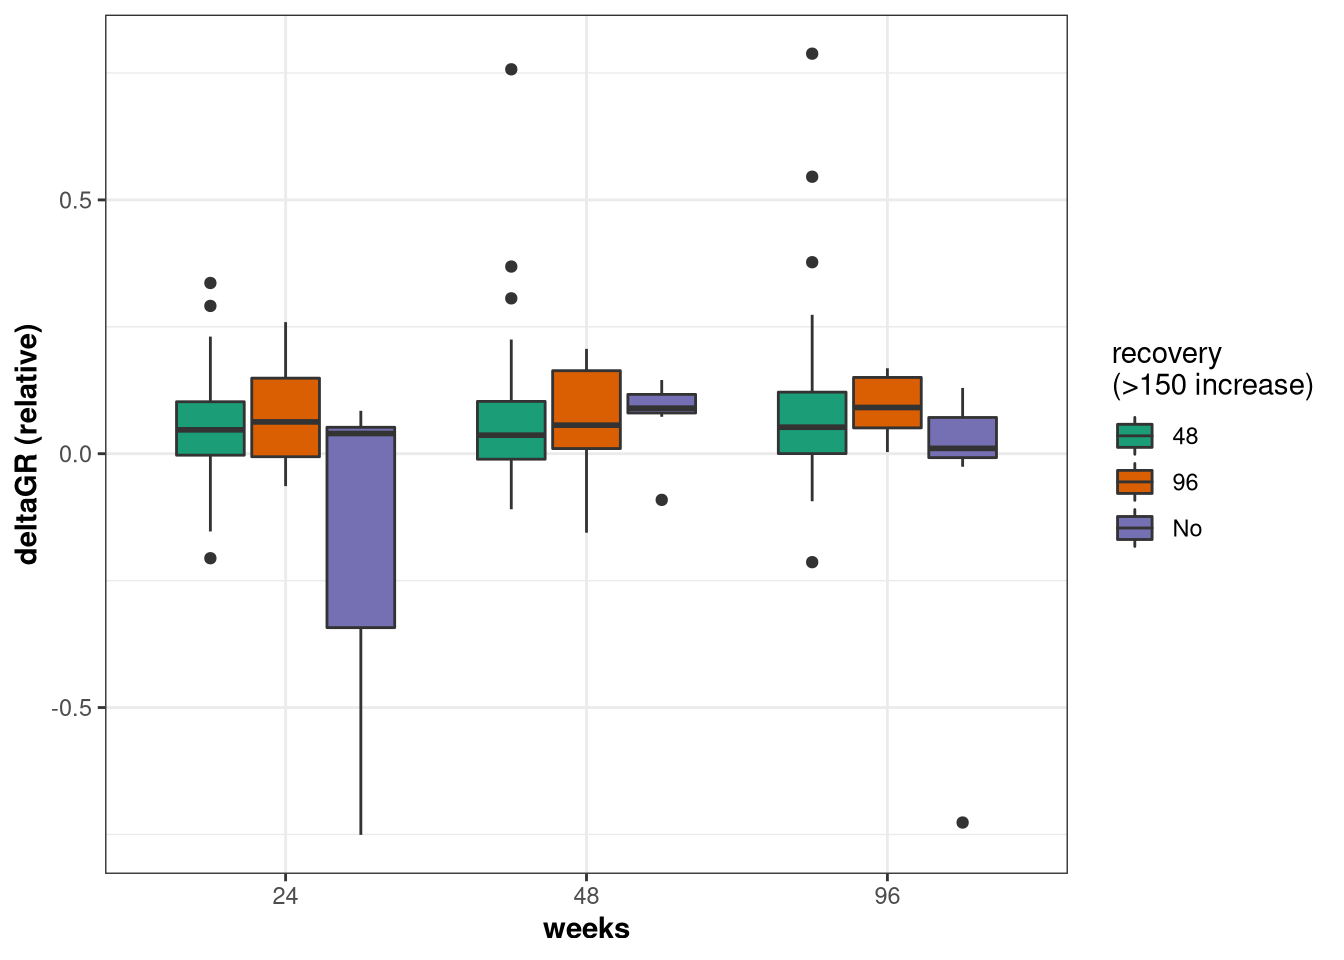 0.5
0.0
-0.5
deltaGR (relative)
24
48
96
weeks
recovery
(>150 increase)
48
96
No